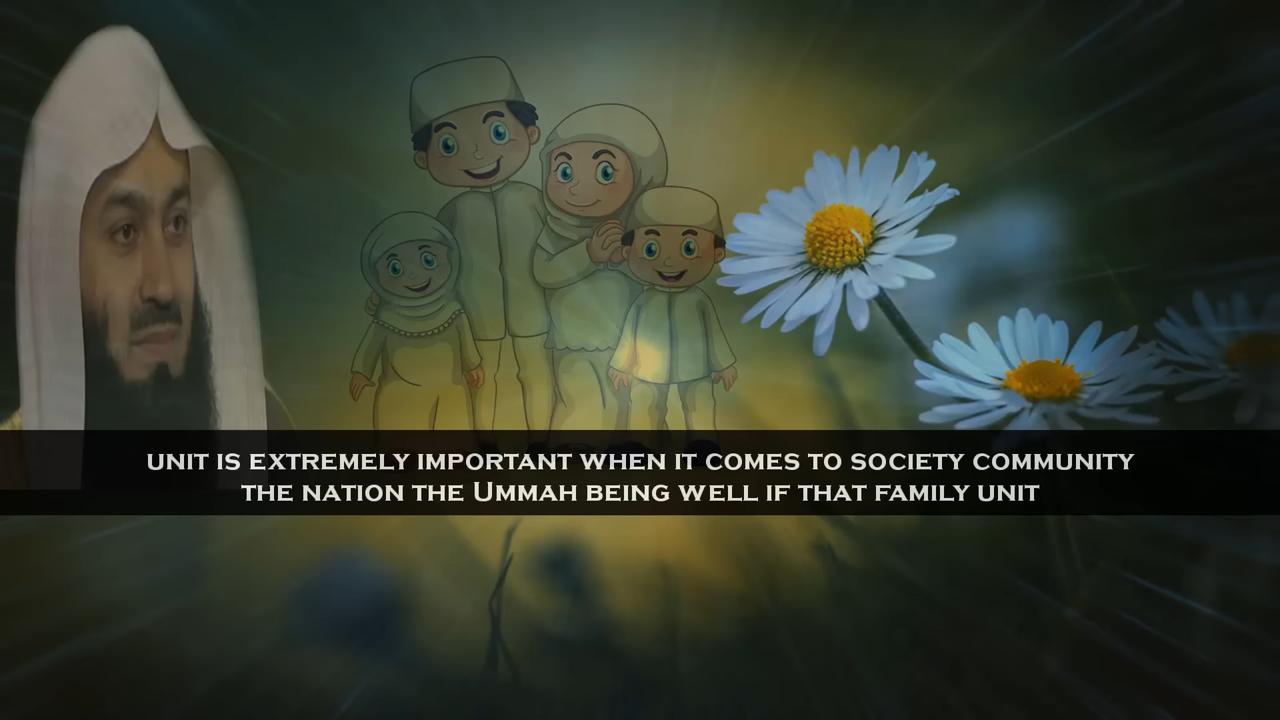 UNIT IS EXTREMELY IMPORTANT WHEN IT COMES TO SOCIETY COMMUNITY
THE NATION THE UMMAH BEING WELL IF THAT FAMILY UNIT